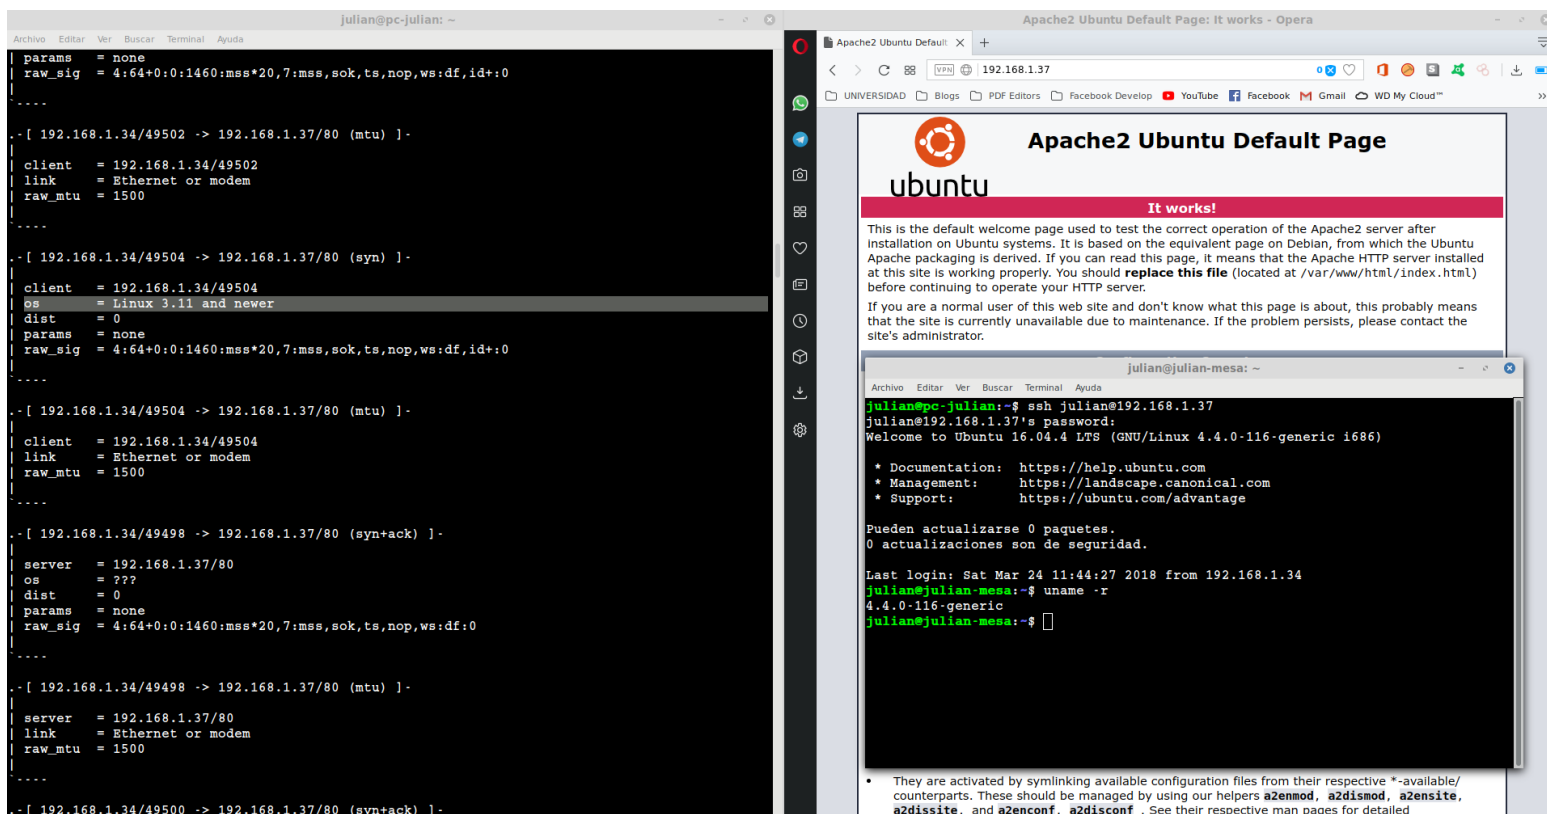 julian@pc-julian: ~
Archivo Editar Ver Buscar Terminal Ayuda
| params   = none
| raw_sig  = 4:64+0:0:1460:mss*20,7:mss,sok,ts,nop,ws:df,id+:0
|
`----
.-[ 192.168.1.34/49502 -> 192.168.1.37/80 (mtu) ]-
|
| client   = 192.168.1.34/49502
| link     = Ethernet or modem
| raw_mtu  = 1500
|
`----
.-[ 192.168.1.34/49504 -> 192.168.1.37/80 (syn) ]-
|
| client   = 192.168.1.34/49504
| os       = Linux 3.11 and newer
| dist     = 0
| params   = none
| raw_sig  = 4:64+0:0:1460:mss*20,7:mss,sok,ts,nop,ws:df,id+:0
|
`----
.-[ 192.168.1.34/49504 -> 192.168.1.37/80 (mtu) ]-
|
| client   = 192.168.1.34/49504
| link     = Ethernet or modem
| raw_mtu  = 1500
|
`----
.-[ 192.168.1.34/49498 -> 192.168.1.37/80 (syn+ack) ]-
|
| server   = 192.168.1.37/80
| os       = ???
| dist     = 0
| params   = none
| raw_sig  = 4:64+0:0:1460:mss*20,7:mss,sok,ts,nop,ws:df:0
|
`----
.-[ 192.168.1.34/49498 -> 192.168.1.37/80 (mtu) ]-
|
| server   = 192.168.1.37/80
| link     = Ethernet or modem
| raw_mtu  = 1500
|
`----
.-[ 192.168.1.34/49500 -> 192.168.1.37/80 (syn+ack) ]-
Apache2 Ubuntu Default Page: It works - Opera
Apache2 Ubuntu Default
VPN 192.168.1.37 0
UNIVERSIDAD Blogs PDF Editors Facebook Develop YouTube Facebook Gmail WD My Cloud™
Apache2 Ubuntu Default Page
ubuntu
It works!
This is the default welcome page used to test the correct operation of the Apache2 server after
installation on Ubuntu systems. It is based on the equivalent page on Debian, from which the Ubuntu
Apache packaging is derived. If you can read this page, it means that the Apache HTTP server installed
at this site is working properly. You should replace this file (located at /var/www/html/index.html)
before continuing to operate your HTTP server.
If you are a normal user of this web site and don't know what this page is about, this probably means
that the site is currently unavailable due to maintenance. If the problem persists, please contact the
site's administrator.
julian@julian-mesa: ~
Archivo Editar Ver Buscar Terminal Ayuda
julian@pc-julian:~$ ssh julian@192.168.1.37
julian@192.168.1.37's password:
Welcome to Ubuntu 16.04.4 LTS (GNU/Linux 4.4.0-116-generic i686)
* Documentation:  https://help.ubuntu.com
* Management:     https://landscape.canonical.com
* Support:        https://ubuntu.com/advantage
Pueden actualizarse 0 paquetes.
0 actualizaciones son de seguridad.
Last login: Sat Mar 24 11:44:27 2018 from 192.168.1.34
julian@julian-mesa:~$ uname -r
4.4.0-116-generic
julian@julian-mesa:~$
• They are activated by symlinking available configuration files from their respective *-available/
counterparts. These should be managed by using our helpers a2enmod, a2dismod, a2ensite,
a2dissite, and a2enconf, a2disconf . See their respective man pages for detailed